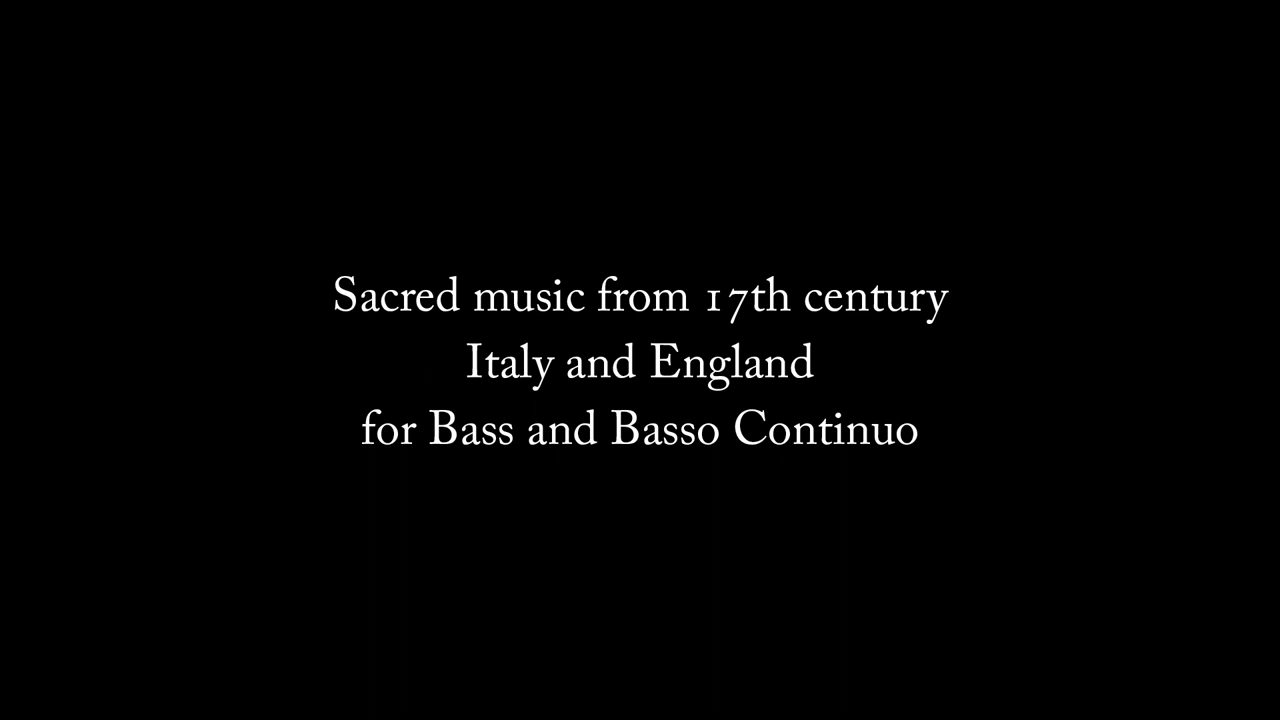 Sacred music from 17th century
Italy and England
for Bass and Basso Continuo